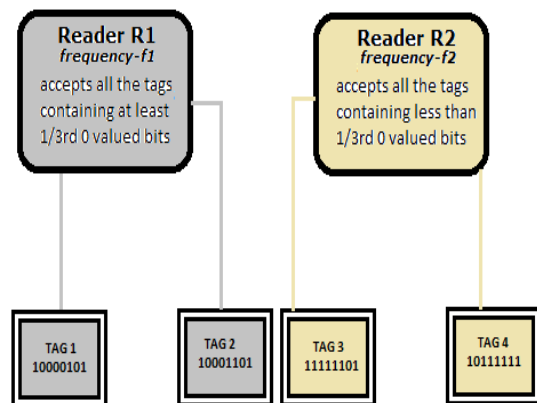 Reader R1
frequency-f1
accepts all the tags
containing at least
1/3rd 0 valued bits
Reader R2
frequency-f2
accepts all the tags
containing less than
1/3rd 0 valued bits
TAG 1
10000101
TAG 2
10001101
TAG 3
11111101
TAG 4
10111111